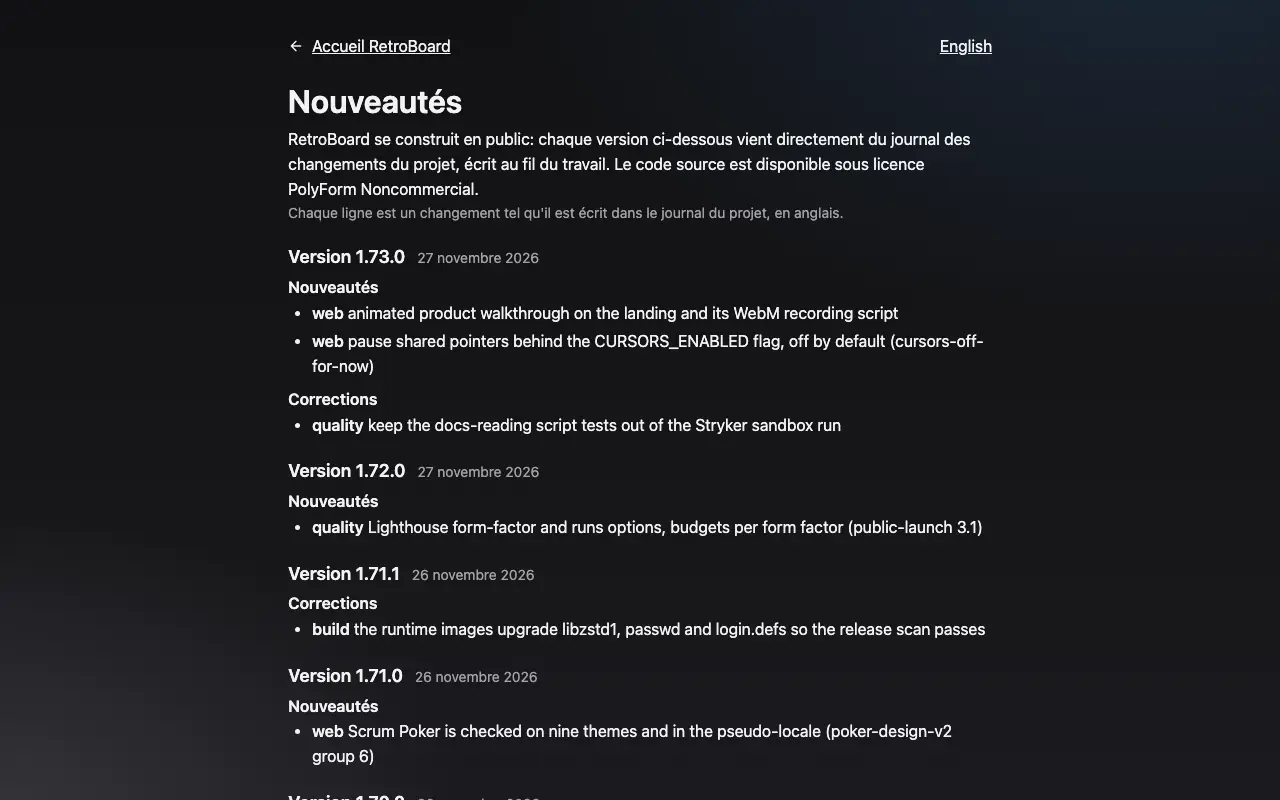 ← Accueil RetroBoard
English
Nouveautés
RetroBoard se construit en public: chaque version ci-dessous vient directement du journal des
changements du projet, écrit au fil du travail. Le code source est disponible sous licence
PolyForm Noncommercial.
Chaque ligne est un changement tel qu'il est écrit dans le journal du projet, en anglais.
Version 1.73.0 27 novembre 2026
Nouveautés
• web animated product walkthrough on the landing and its WebM recording script
• web pause shared pointers behind the CURSORS_ENABLED flag, off by default (cursors-off-
for-now)
Corrections
• quality keep the docs-reading script tests out of the Stryker sandbox run
Version 1.72.0 27 novembre 2026
Nouveautés
• quality Lighthouse form-factor and runs options, budgets per form factor (public-launch 3.1)
Version 1.71.1 26 novembre 2026
Corrections
• build the runtime images upgrade libzstd1, passwd and login.defs so the release scan passes
Version 1.71.0 26 novembre 2026
Nouveautés
• web Scrum Poker is checked on nine themes and in the pseudo-locale (poker-design-v2
group 6)